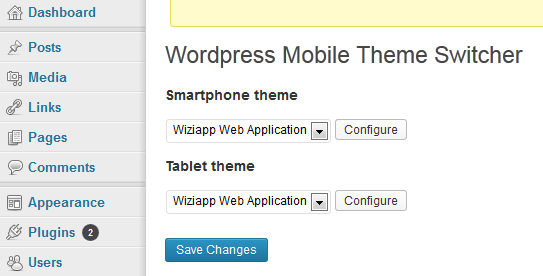 Dashboard
Posts
Media
Links
Pages
Comments
Appearance
Plugins 2
Users
Wordpress Mobile Theme Switcher
Smartphone theme
Wiziapp Web Application Configure
Tablet theme
Wiziapp Web Application Configure
Save Changes